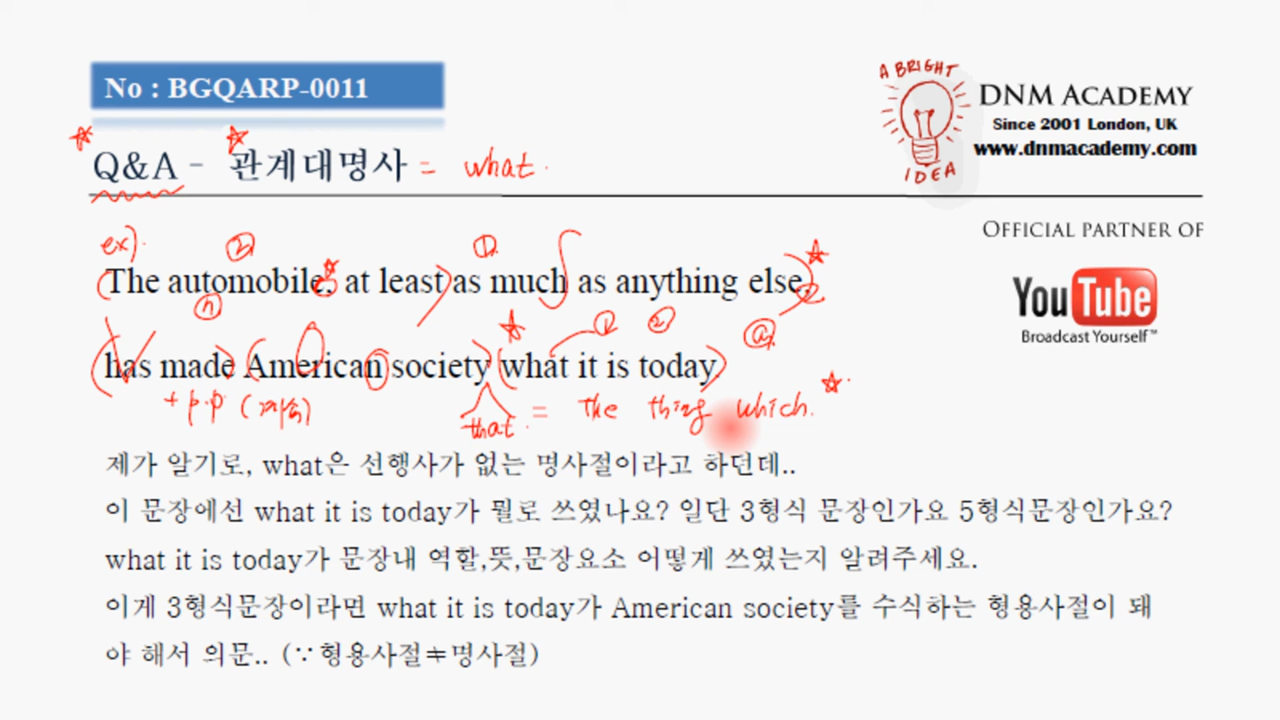 No : BGQARP-0011
A BRIGHT
IDEA
DNM ACADEMY
Since 2001 London, UK
www.dnmacademy.com
Q&A - 관계대명사 = what.
OFFICIAL PARTNER OF
YouTube
Broadcast Yourself™
ex).
② ①
The automobile, at least as much as anything else,
ⓝ ① ② ⓐ
has made American society what it is today.
+ p.p
that = The thing which.
제가 알기로, what은 선행사가 없는 명사절이라고 하던데..
이 문장에선 what it is today가 뭘로 쓰였나요? 일단 3형식 문장인가요 5형식문장인가요?
what it is today가 문장내 역할,뜻,문장요소 어떻게 쓰였는지 알려주세요.
이게 3형식문장이라면 what it is today가 American society를 수식하는 형용사절이 돼
야 해서 의문.. (∵형용사절≠명사절)